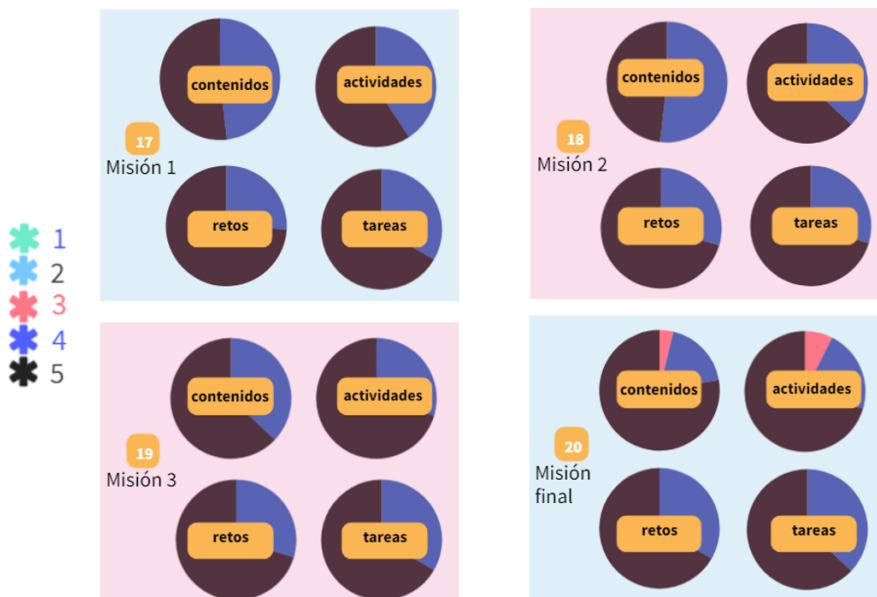 1
2
3
4
5
17
Misión 1
contenidos
actividades
retos
tareas
18
Misión 2
contenidos
actividades
retos
tareas
19
Misión 3
contenidos
actividades
retos
tareas
20
Misión
final
contenidos
actividades
retos
tareas